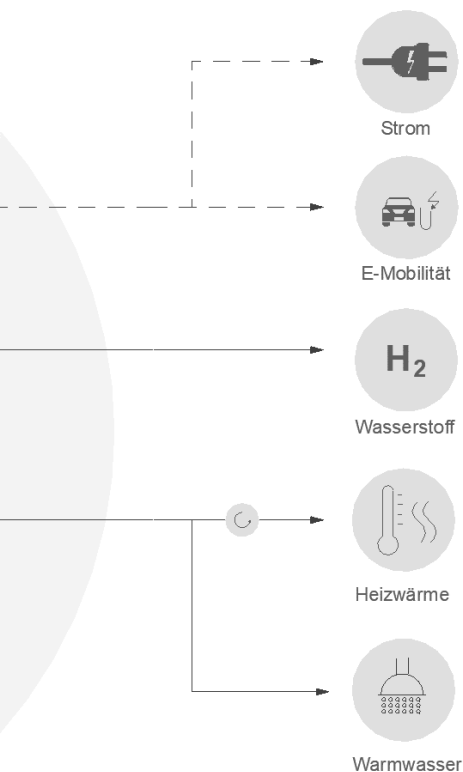 Strom
E-Mobilität
H2
Wasserstoff
Heizwärme
Warmwasser